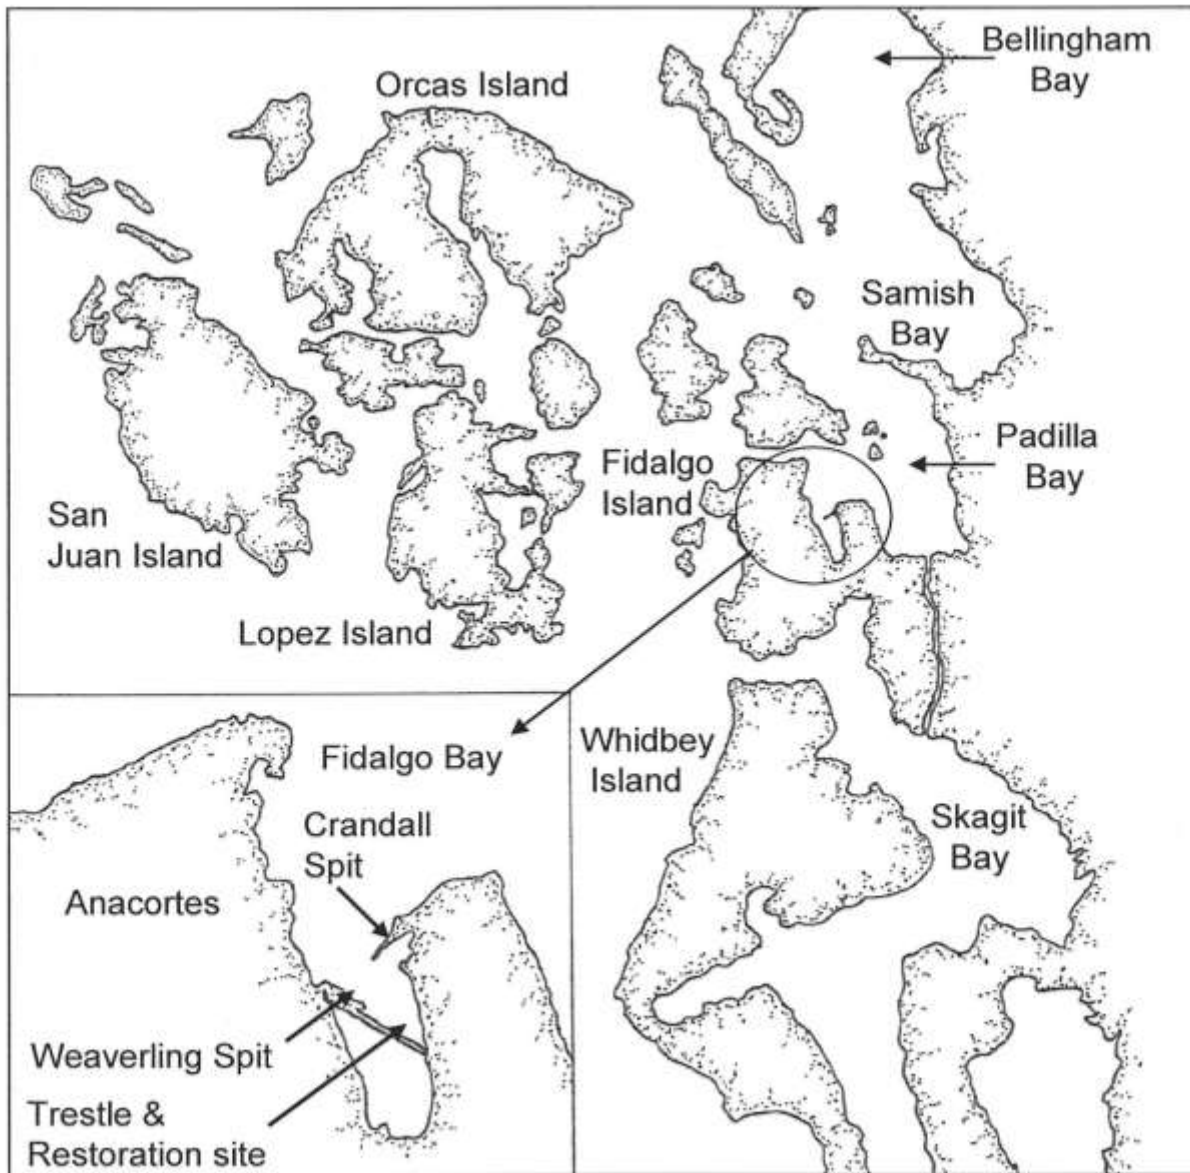 Bellingham
Bay
Orcas Island
Samish
Bay
Padilla
Bay
Fidalgo
Island
San
Juan Island
Lopez Island
Whidbey
Island
Skagit
Bay
Fidalgo Bay
Crandall
Spit
Anacortes
Weaverling Spit
Trestle &
Restoration site